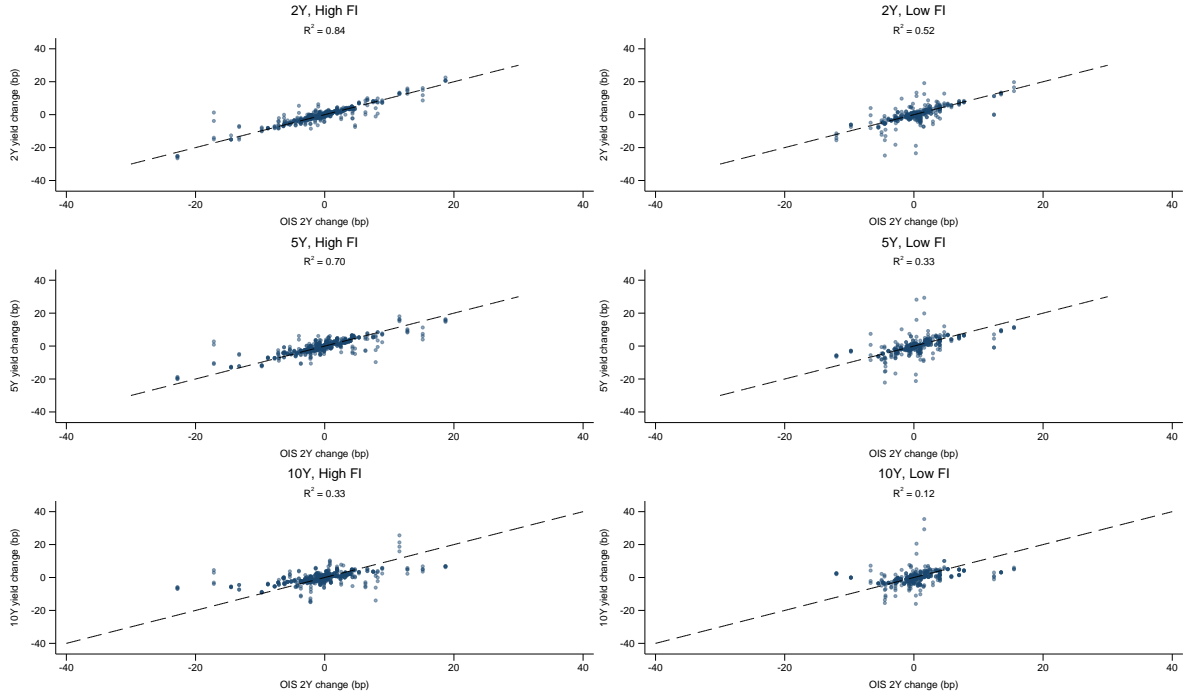 2Y, High FI
R² = 0.84
2Y yield change (bp)
40
20
0
-20
-40
-40 -20 0 20 40
OIS 2Y change (bp)
2Y, Low FI
R² = 0.52
2Y yield change (bp)
40
20
0
-20
-40
-40 -20 0 20 40
OIS 2Y change (bp)
5Y, High FI
R² = 0.70
5Y yield change (bp)
40
20
0
-20
-40
-40 -20 0 20 40
OIS 2Y change (bp)
5Y, Low FI
R² = 0.33
5Y yield change (bp)
40
20
0
-20
-40
-40 -20 0 20 40
OIS 2Y change (bp)
10Y, High FI
R² = 0.33
10Y yield change (bp)
40
20
0
-20
-40
-40 -20 0 20 40
OIS 2Y change (bp)
10Y, Low FI
R² = 0.12
10Y yield change (bp)
40
20
0
-20
-40
-40 -20 0 20 40
OIS 2Y change (bp)